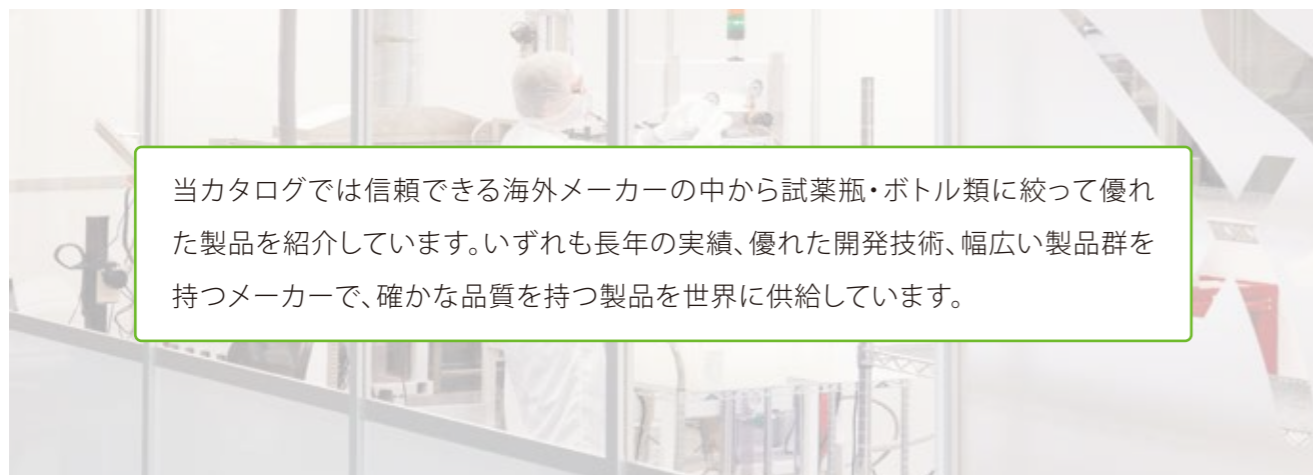 当カタログでは信頼できる海外メーカーの中から試薬瓶・ボトル類に絞って優れ
た製品を紹介しています。いずれも長年の実績、優れた開発技術、幅広い製品群を
持つメーカーで、確かな品質を持つ製品を世界に供給しています。